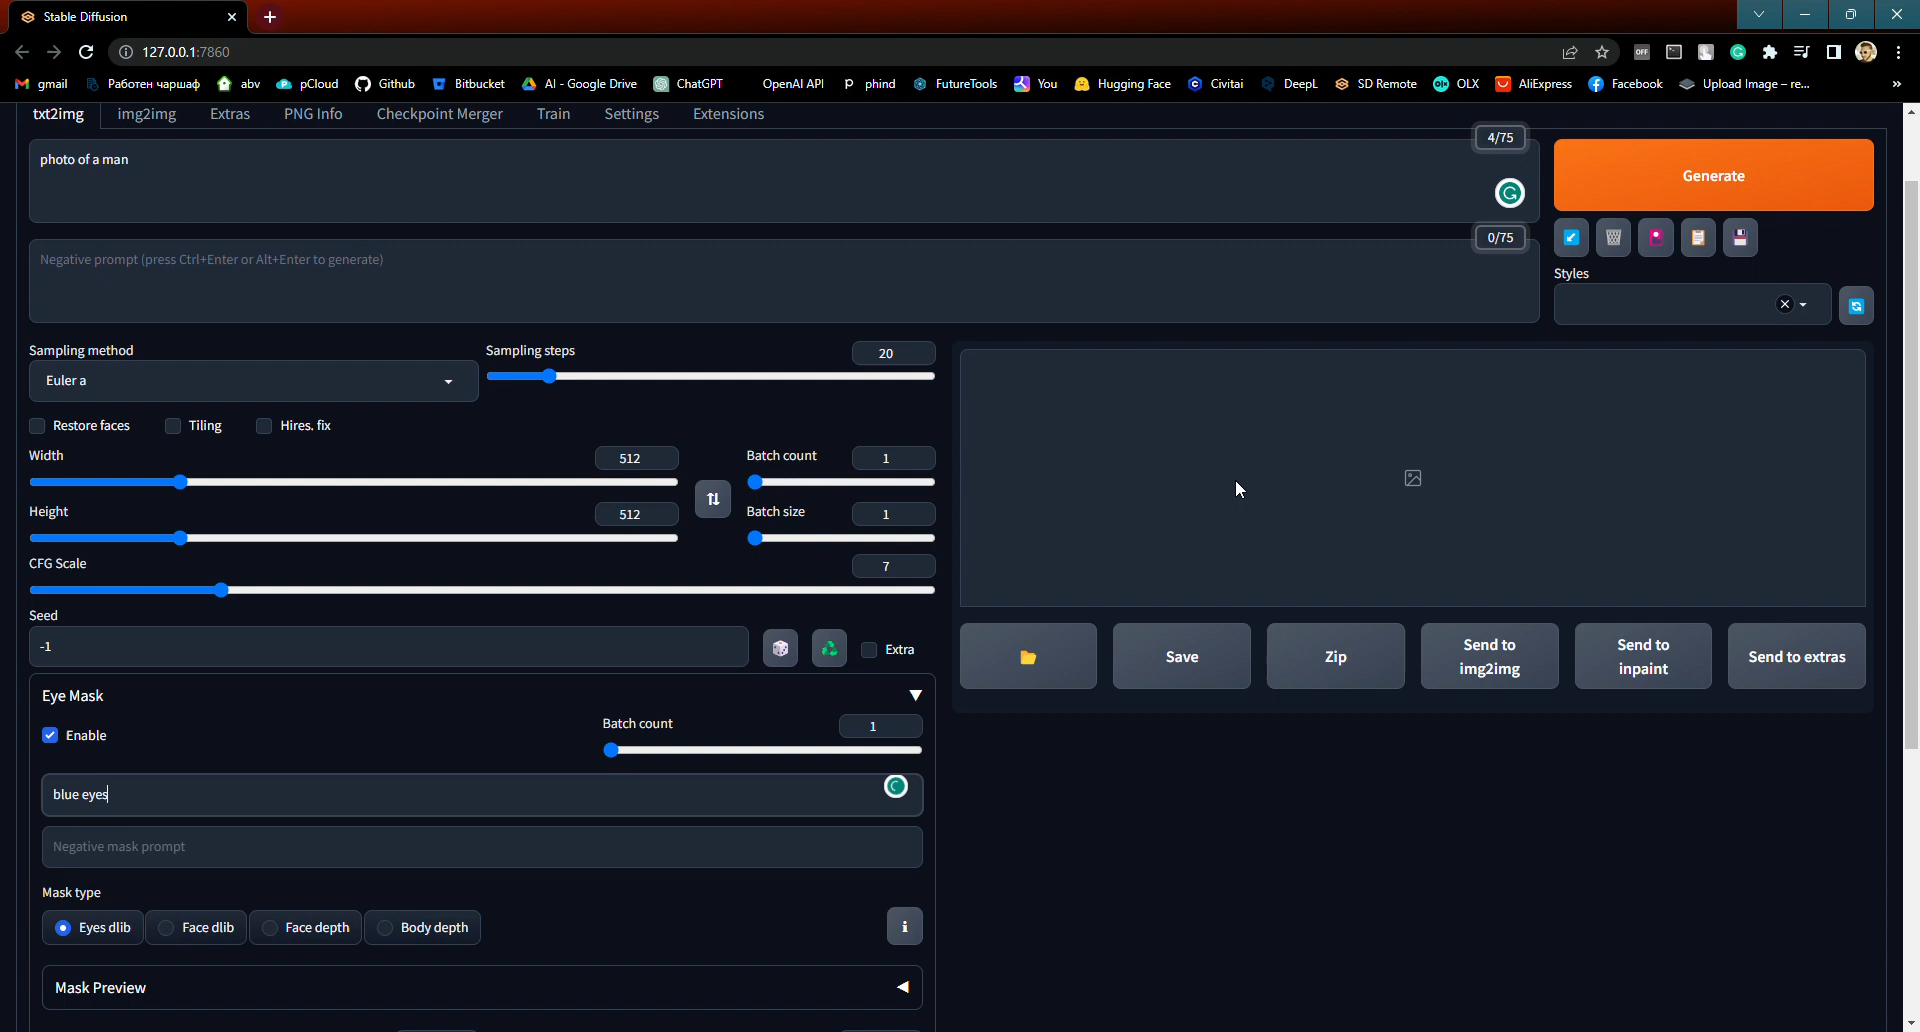 Stable Diffusion
127.0.0.1:7860
gmail Работен чаршаф abv pCloud Github Bitbucket AI - Google Drive ChatGPT OpenAI API phind FutureTools You Hugging Face Civitai DeepL SD Remote OLX AliExpress Facebook Upload Image – re... »
txt2img img2img Extras PNG Info Checkpoint Merger Train Settings Extensions
4/75
photo of a man
Generate
0/75
Negative prompt (press Ctrl+Enter or Alt+Enter to generate)
Styles
Sampling method
Euler a
Sampling steps 20
Restore faces Tiling Hires. fix
Width 512 Batch count 1
Height 512 Batch size 1
CFG Scale 7
Seed
-1
Extra
Save Zip Send to img2img Send to inpaint Send to extras
Eye Mask
Enable
Batch count 1
blue eyes
Negative mask prompt
Mask type
Eyes dlib Face dlib Face depth Body depth
Mask Preview